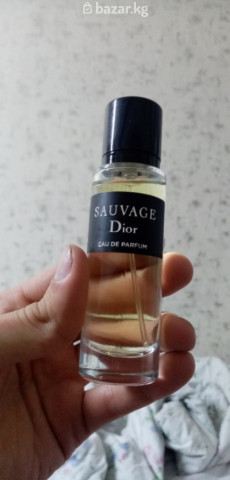 bazar.kg
SAUVAGE
Dior
EAU DE PARFUM